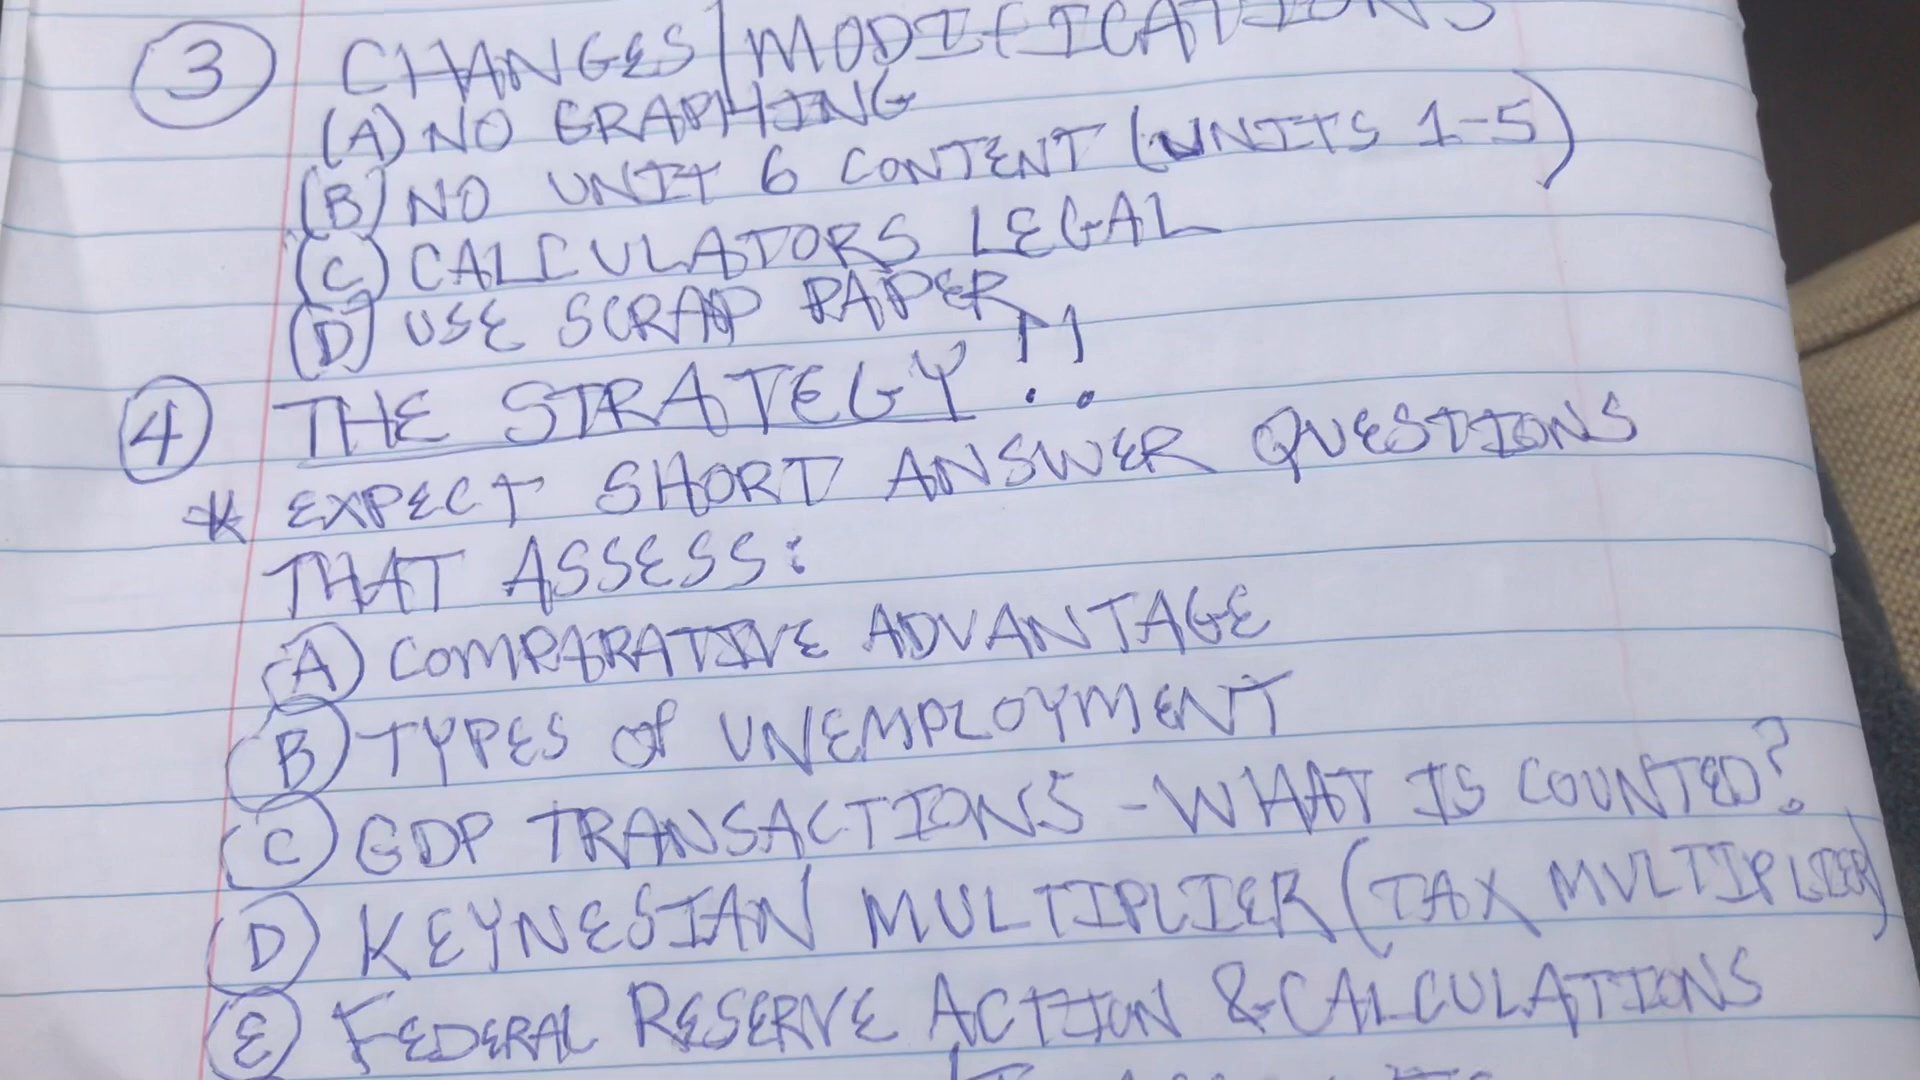 3 CHANGES/MODIFICATIONS
(A) NO GRAPHING
(B) NO UNIT 6 CONTENT (UNITS 1-5)
(C) CALCULATORS LEGAL
(D) USE SCRAP PAPER
4 THE STRATEGY!!
* EXPECT SHORT ANSWER QUESTIONS
THAT ASSESS:
A COMPARATIVE ADVANTAGE
B TYPES OF UNEMPLOYMENT
C GDP TRANSACTIONS - WHAT IS COUNTED?
D KEYNESIAN MULTIPLIER (TAX MULTIPLIER)
E FEDERAL RESERVE ACTION & CALCULATIONS